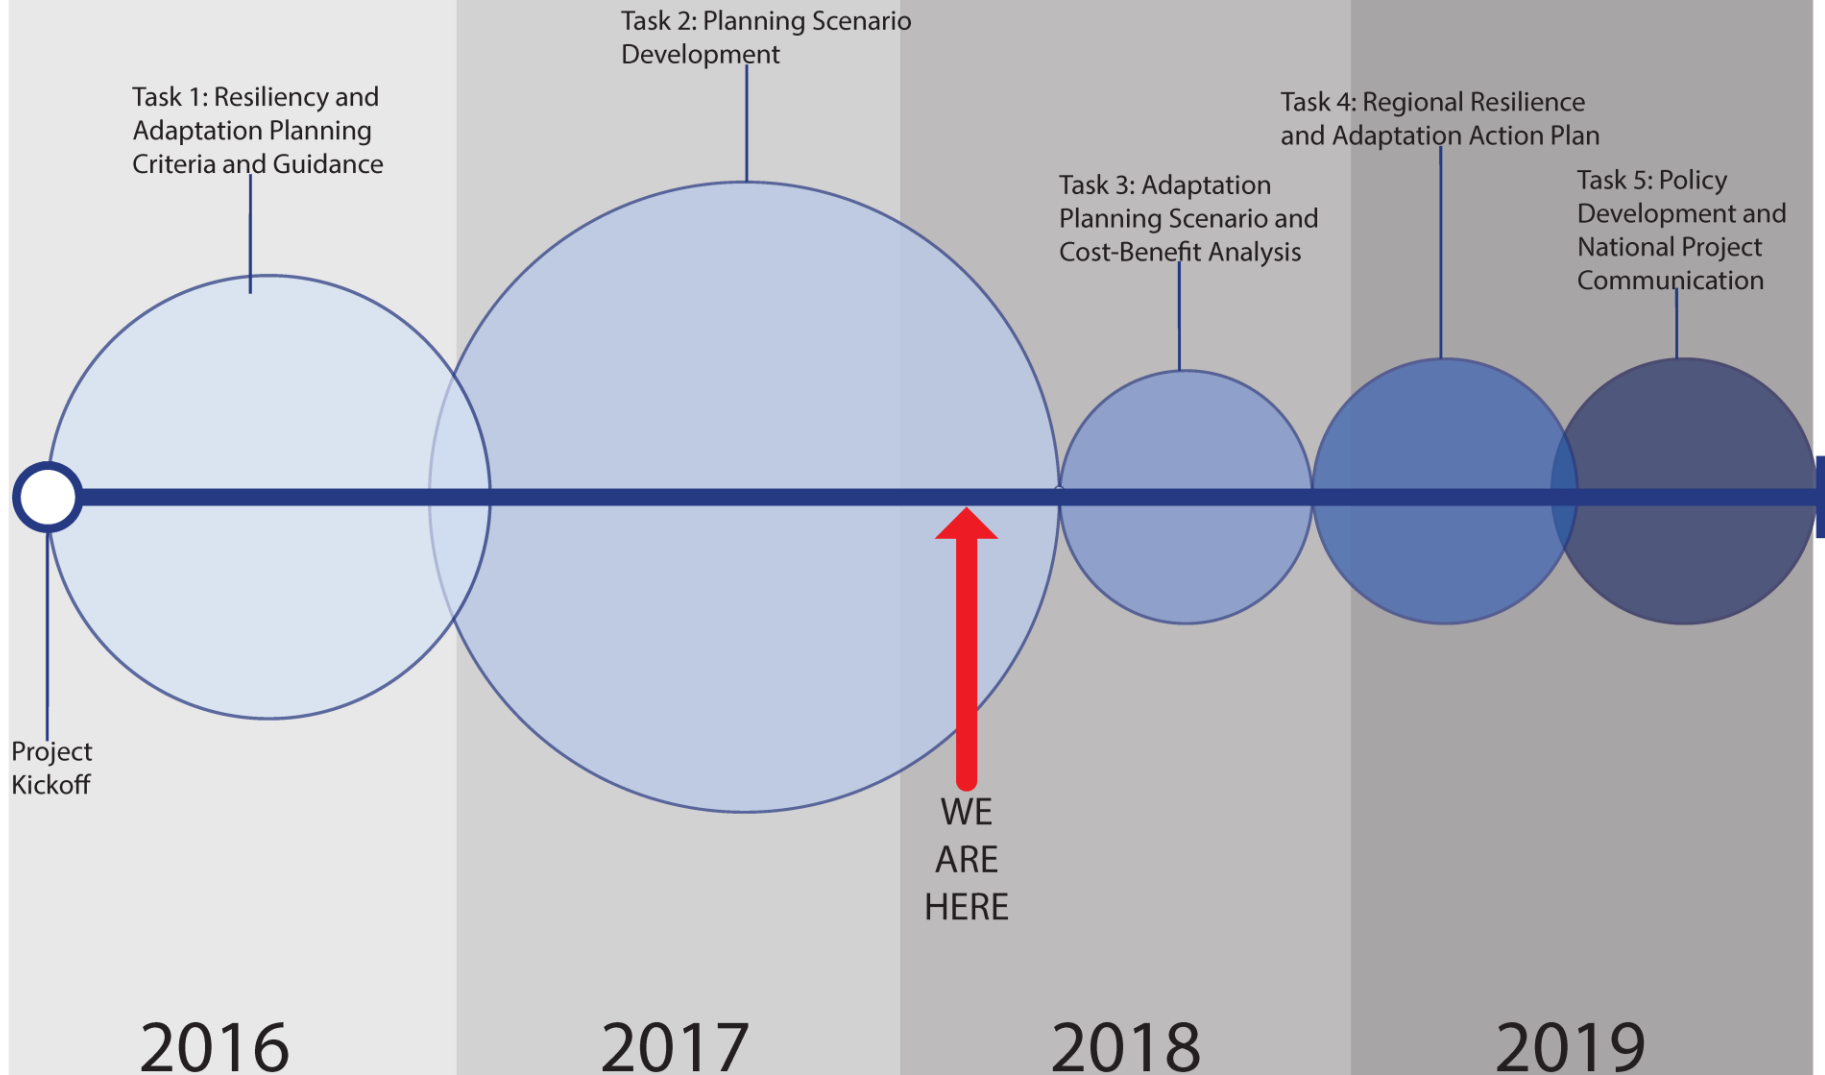 Task 1: Resiliency and
Adaptation Planning
Criteria and Guidance
Task 2: Planning Scenario
Development
Task 3: Adaptation
Planning Scenario and
Cost-Benefit Analysis
Task 4: Regional Resilience
and Adaptation Action Plan
Task 5: Policy
Development and
National Project
Communication
Project
Kickoff
WE
ARE
HERE
2016
2017
2018
2019